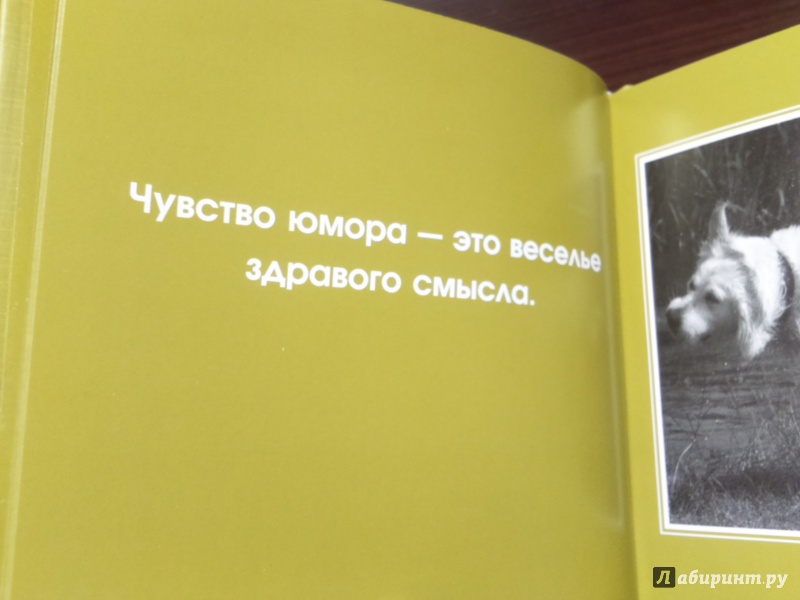 Чувство юмора — это веселье
здравого смысла.
Лабиринт.ру